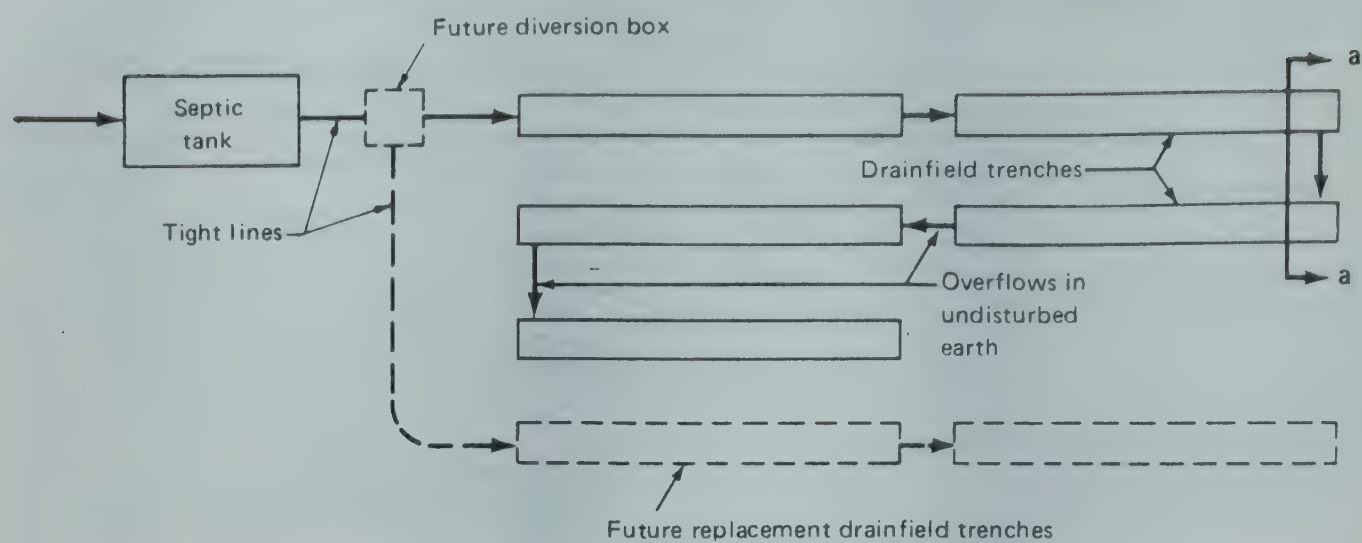 Future diversion box
a
Septic
tank
Drainfield trenches
Tight lines
a
Overflows in
undisturbed
earth
Future replacement drainfield trenches